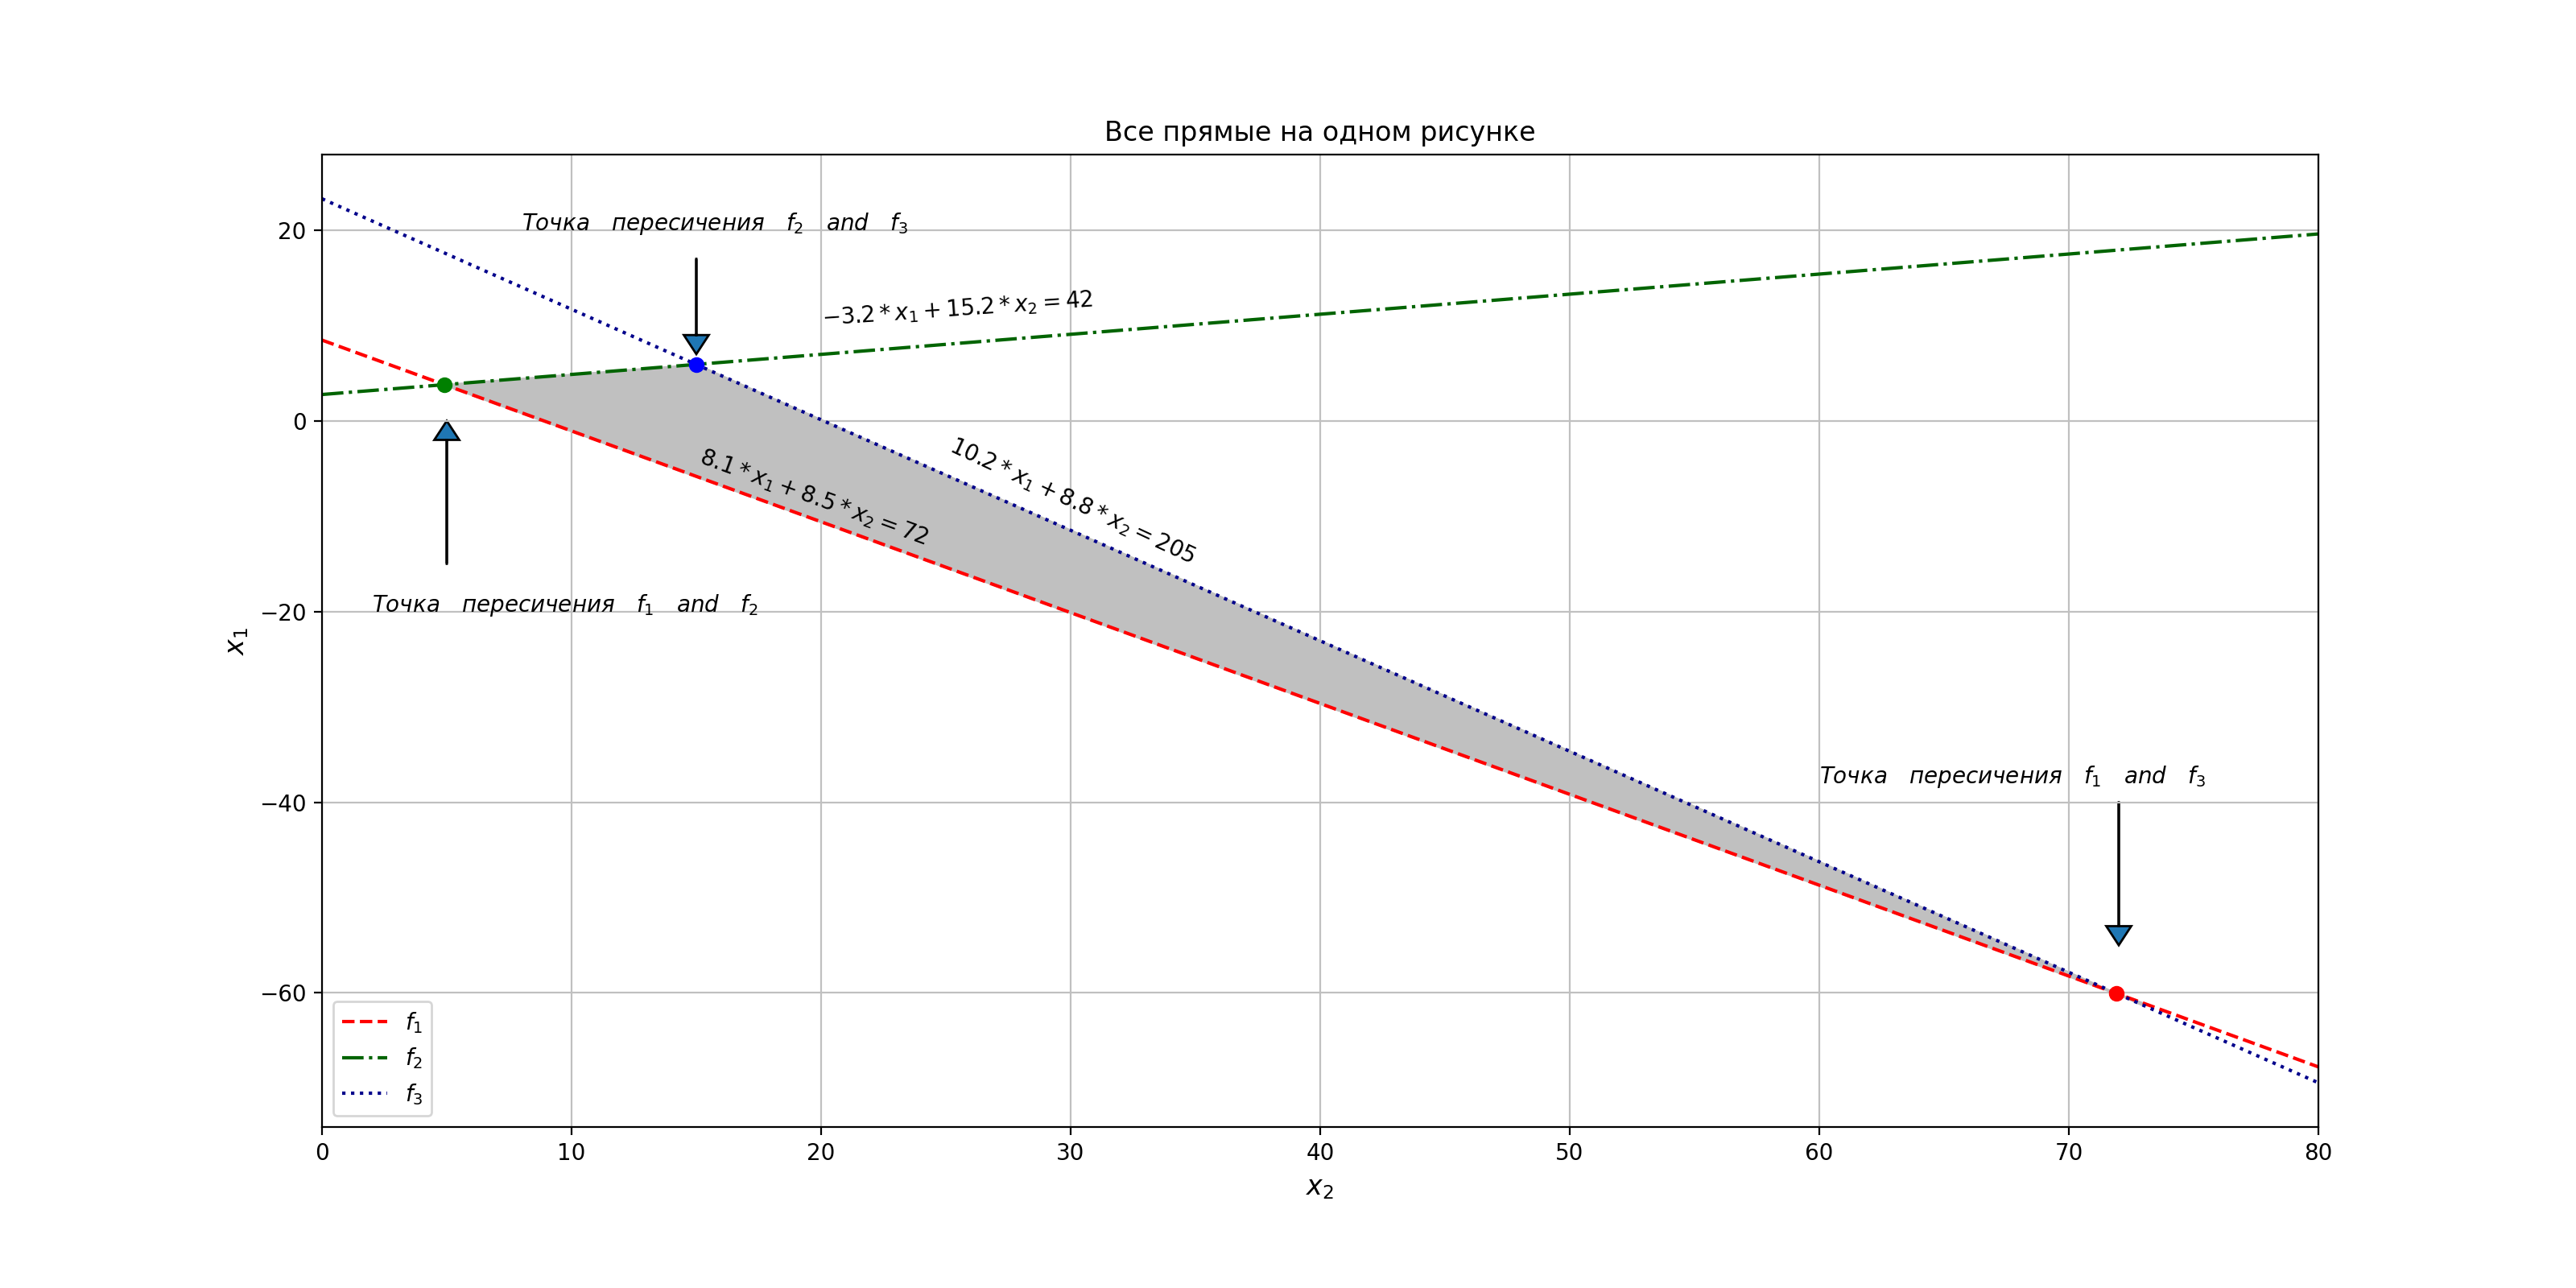 Все прямые на одном рисунке
Точка пересичения f₂ and f₃
−3.2 * x₁ + 15.2 * x₂ = 42
10.2 * x₁ + 8.8 * x₂ = 205
8.1 * x₁ + 8.5 * x₂ = 72
Точка пересичения f₁ and f₂
Точка пересичения f₁ and f₃
20
0
−20
−40
−60
x₁
f₁
f₂
f₃
0 10 20 30 40 50 60 70 80
x₂